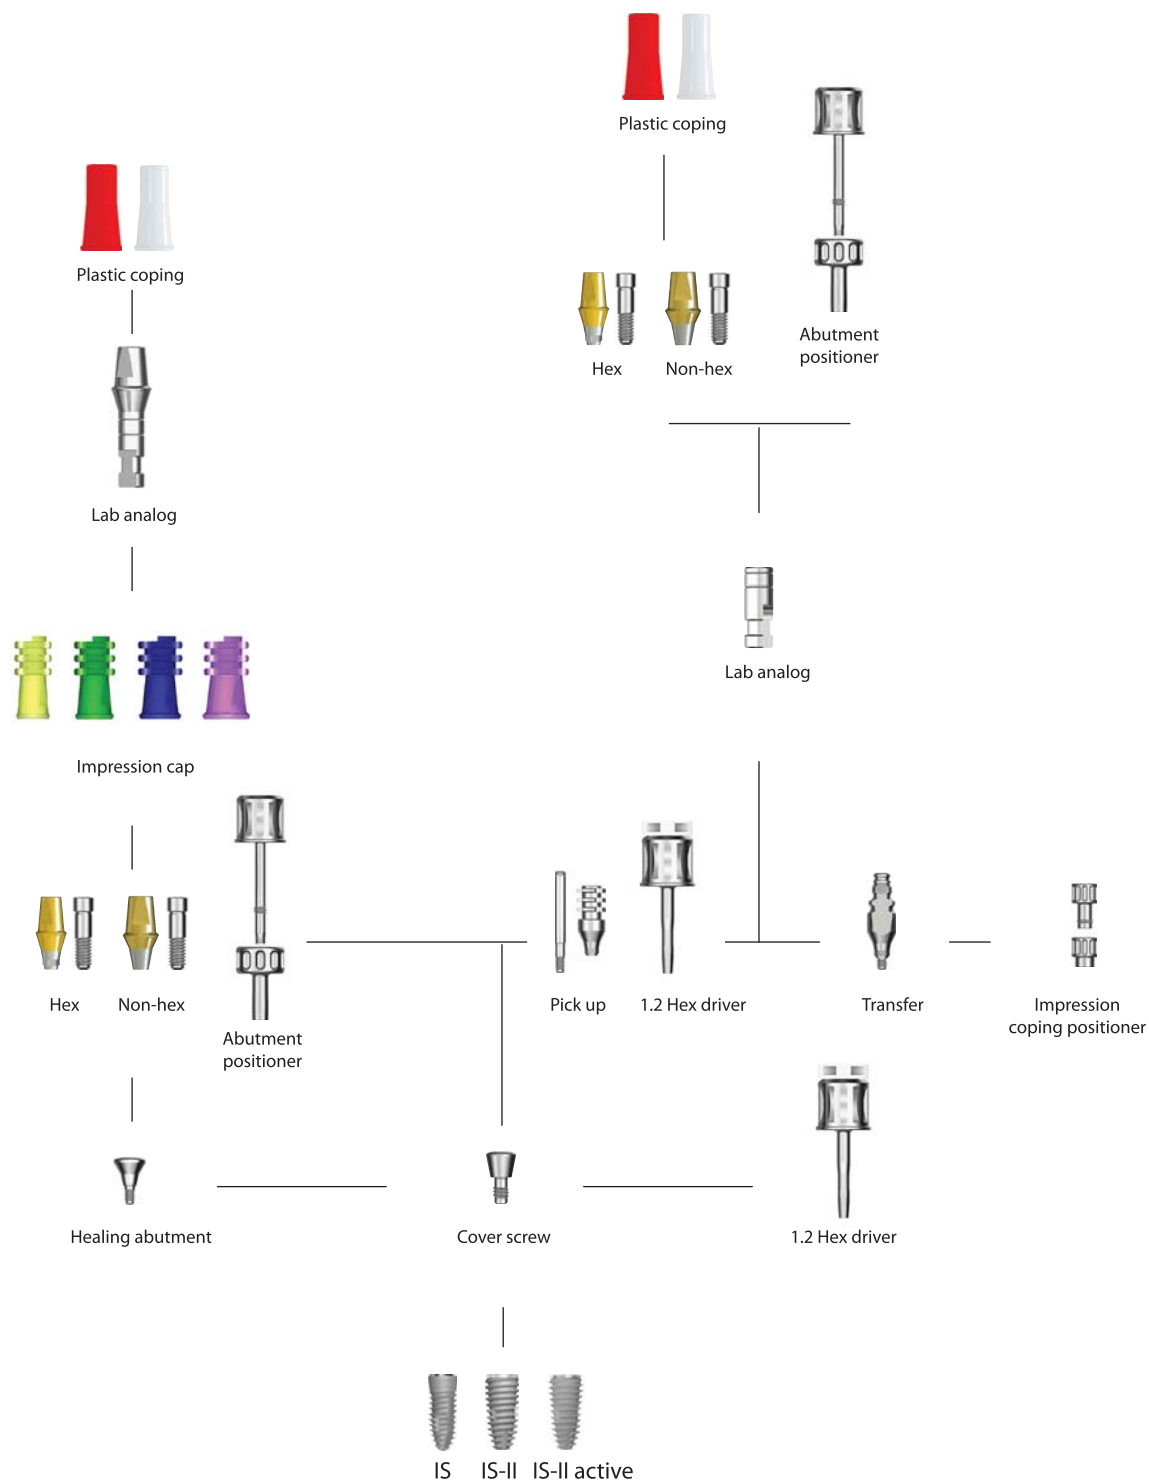 Plastic coping
Plastic coping
Abutment
positioner
Hex
Non-hex
Lab analog
Lab analog
Impression cap
Hex
Non-hex
Abutment
positioner
Pick up
1.2 Hex driver
Transfer
Impression
coping positioner
Healing abutment
Cover screw
1.2 Hex driver
IS
IS-II
IS-II active